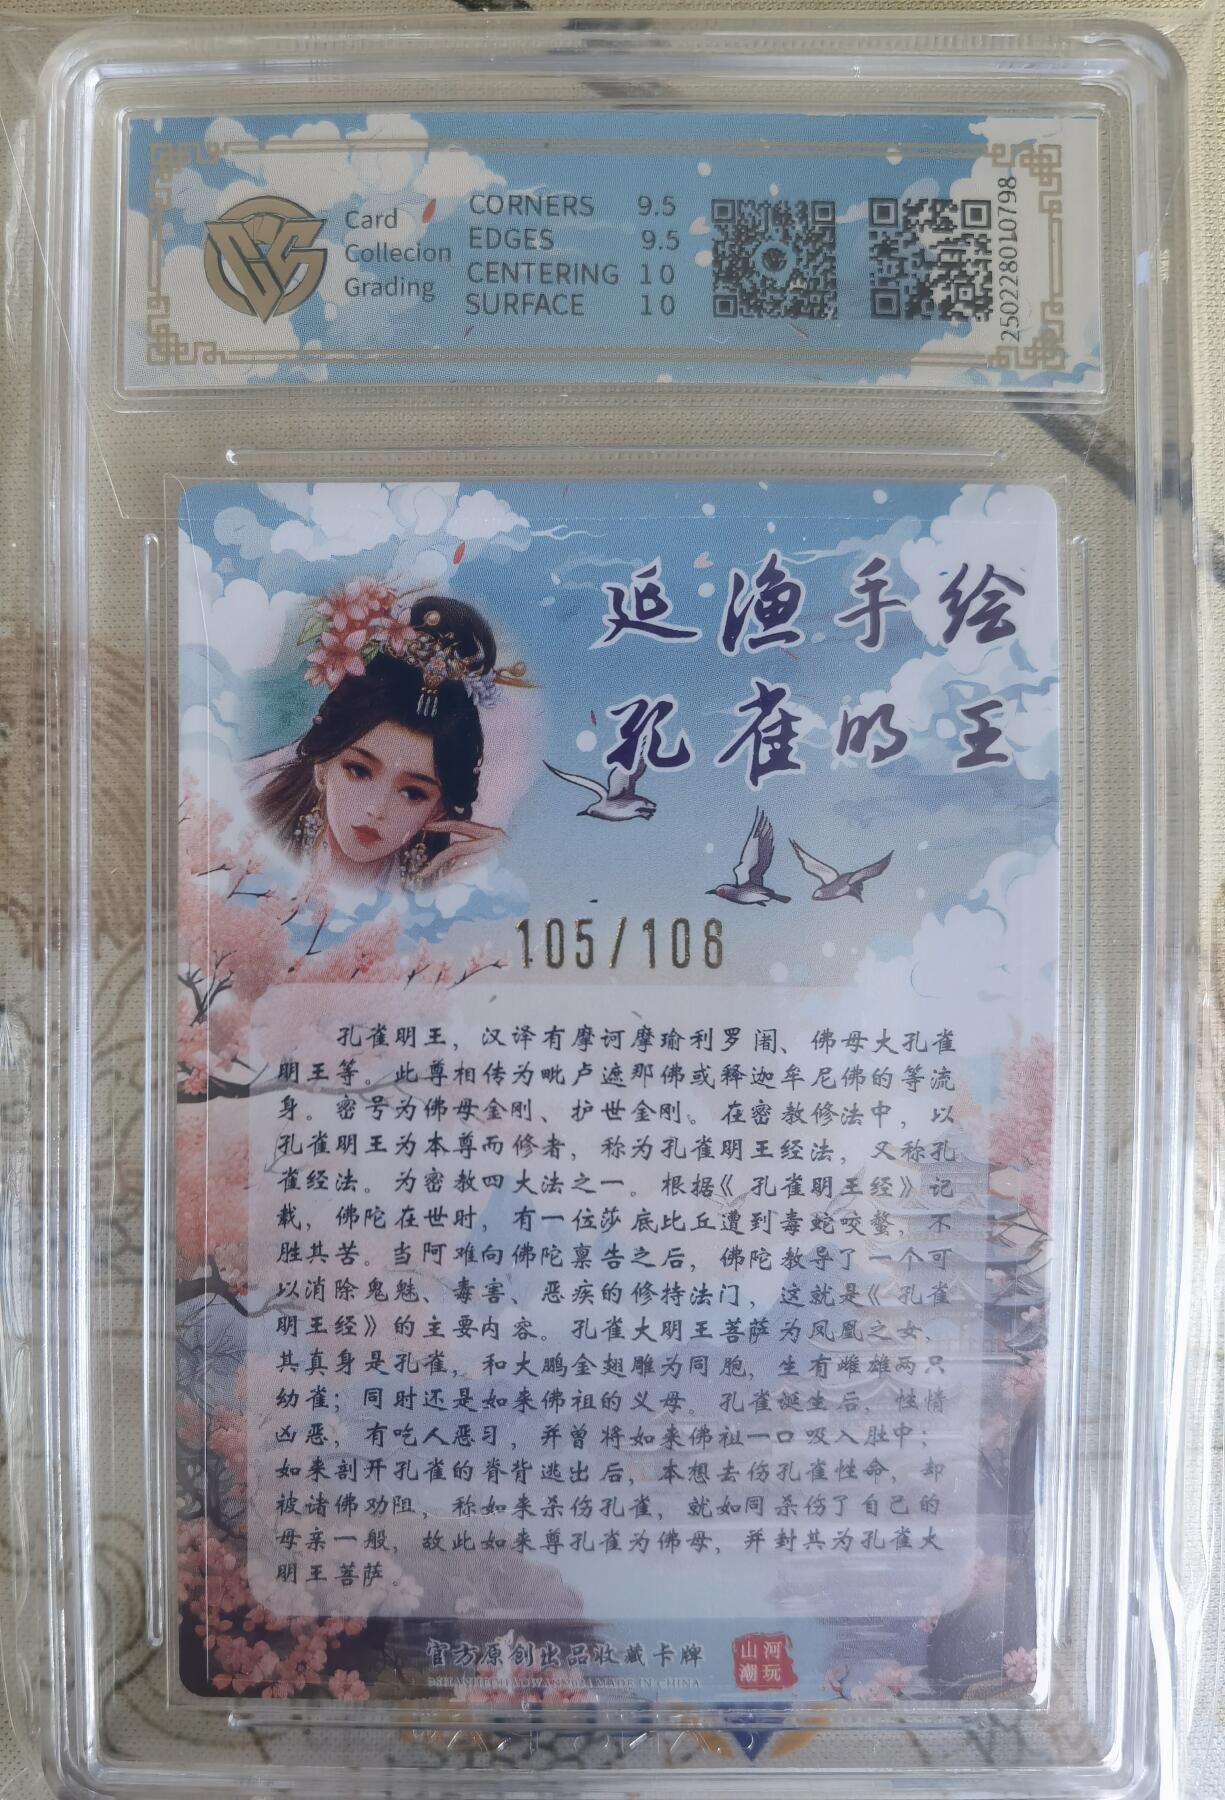 Card
Collecion
Grading
CORNERS 9.5
EDGES 9.5
CENTERING 10
SURFACE 10
2502280100798
延渔手绘
孔雀明王
105/108
孔雀明王，汉译有摩诃摩瑜利罗阇、佛母大孔雀
明王等。此尊相传为毗卢遮那佛或释迦牟尼佛的等流
身。密号为佛母金刚、护世金刚。在密教修法中，以
孔雀明王为本尊而修者，称为孔雀明王经法，又称孔
雀经法。为密教四大法之一。根据《孔雀明王经》记
载，佛陀在世时，有一位莎底比丘遭到毒蛇咬螫，不
胜其苦。当阿难向佛陀禀告之后，佛陀教导了一个可
以消除鬼魅、毒害、恶疾的修持法门，这就是《孔雀
明王经》的主要内容。孔雀大明王菩萨为凤凰之女，
其真身是孔雀，和大鹏金翅雕为同胞，生有雌雄两只
幼雀；同时还是如来佛祖的义母。孔雀诞生后，性情
凶恶，有吃人恶习，并曾将如来佛祖一口吸入肚中；
如来剖开孔雀的脊背逃出后，本想去伤孔雀性命，却
被诸佛劝阻，称如来杀伤孔雀，就如同杀伤了自己的
母亲一般，故此如来尊孔雀为佛母，并封其为孔雀大
明王菩萨。
官方原创出品收藏卡牌
山河
潮玩
MADE IN CHINA